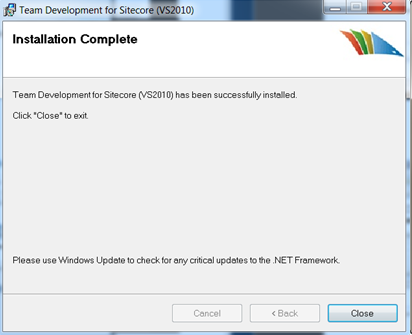 Team Development for Sitecore (VS2010)
Installation Complete
Team Development for Sitecore (VS2010) has been successfully installed.
Click "Close" to exit.
Please use Windows Update to check for any critical updates to the .NET Framework.
Cancel
< Back
Close